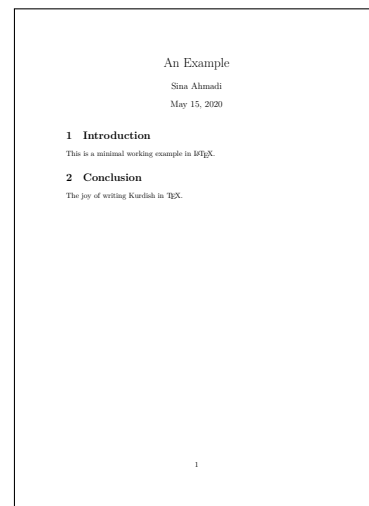 An Example
Sina Ahmadi
May 15, 2020
1 Introduction
This is a minimal working example in LATEX.
2 Conclusion
The joy of writing Kurdish in TEX.
1